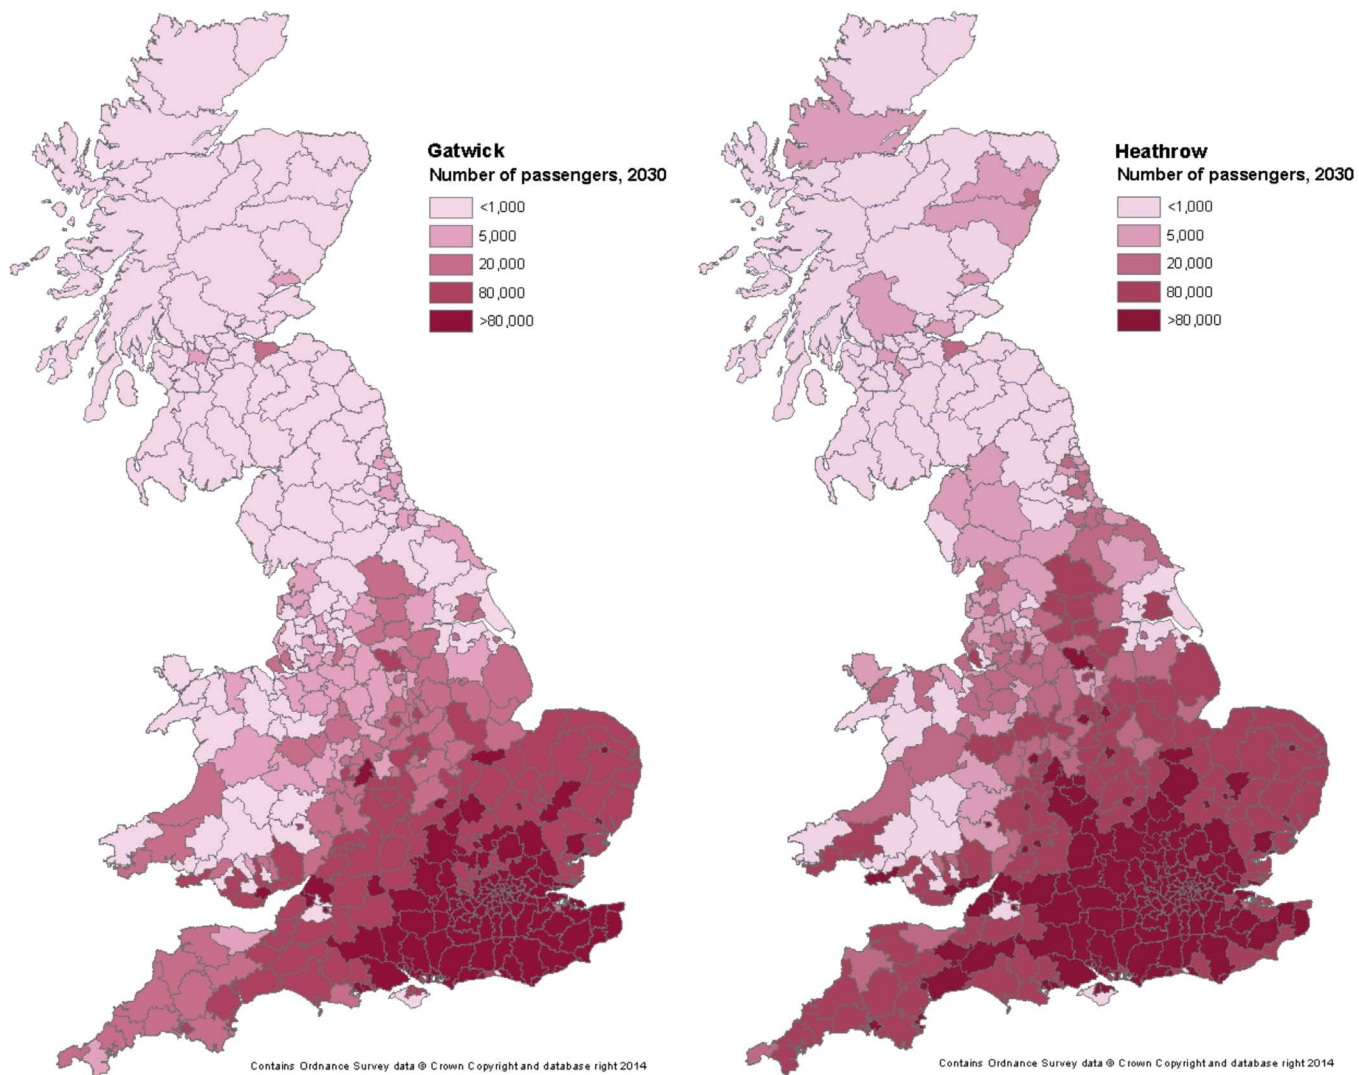 Gatwick
Number of passengers, 2030
<1,000
5,000
20,000
80,000
>80,000
Contains Ordnance Survey data © Crown Copyright and database right 2014
Heathrow
Number of passengers, 2030
<1,000
5,000
20,000
80,000
>80,000
Contains Ordnance Survey data © Crown Copyright and database right 2014